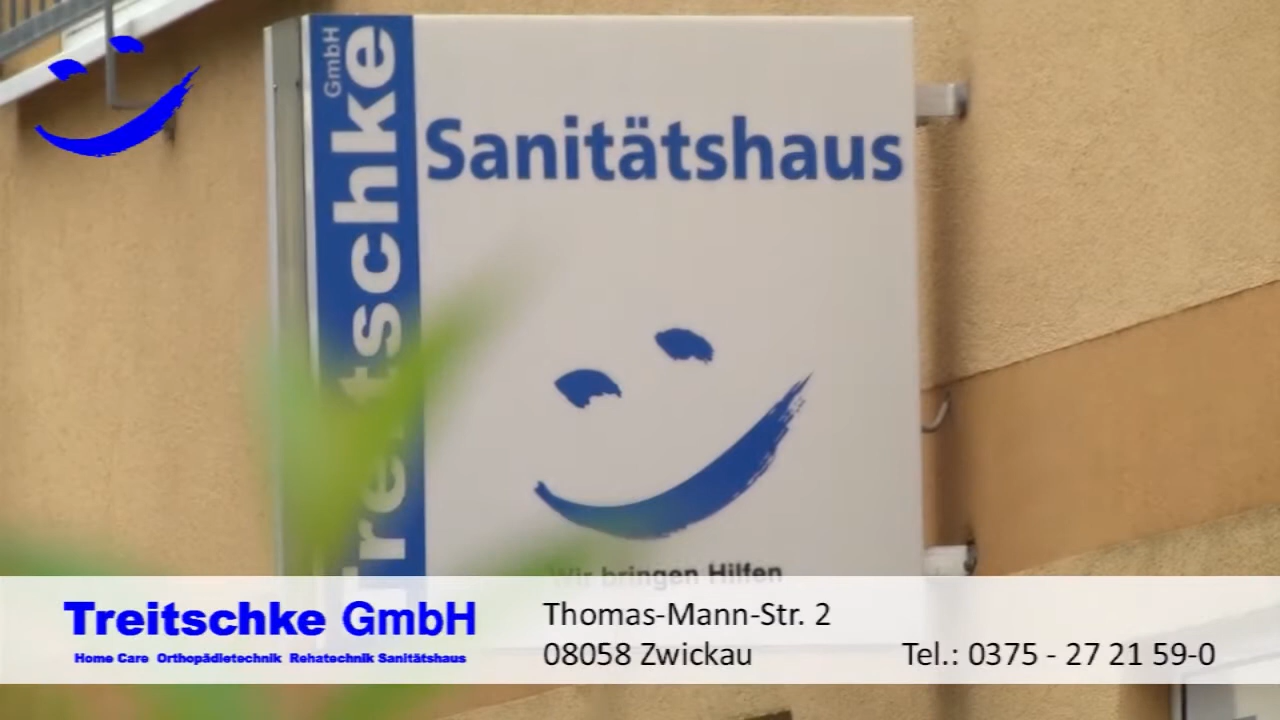 Treitschke
GmbH
Sanitätshaus
Wir bringen Hilfen
Treitschke GmbH
Home Care Orthopädietechnik Rehatechnik Sanitätshaus
Thomas-Mann-Str. 2
08058 Zwickau
Tel.: 0375 - 27 21 59-0